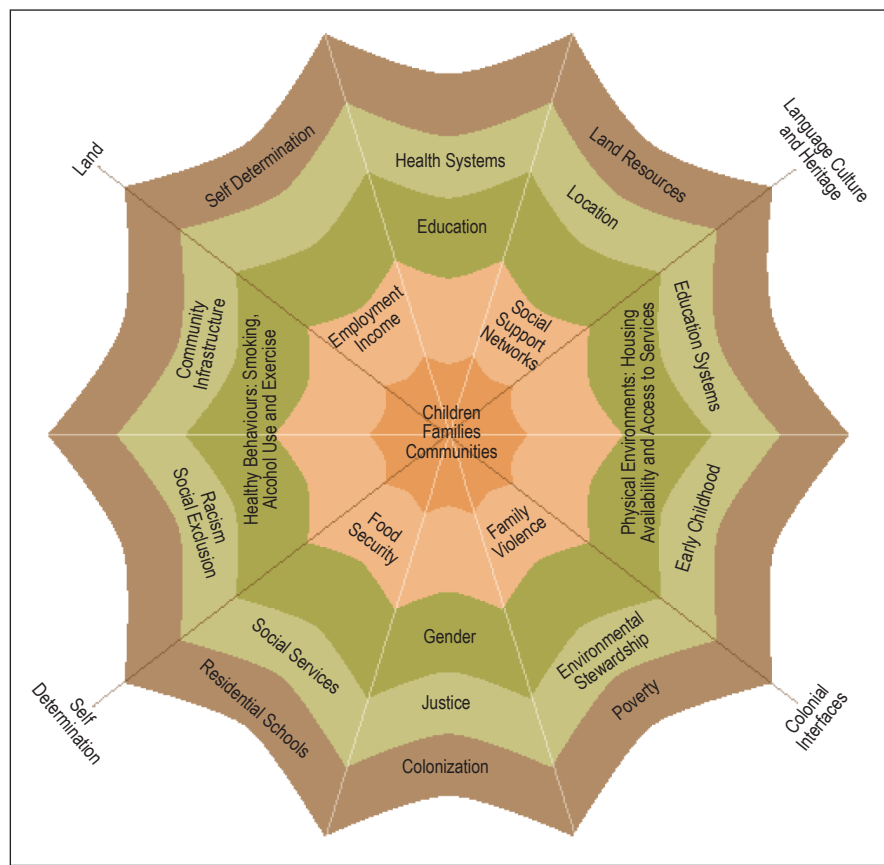 Land
Self Determination
Health Systems
Land Resources
Language Culture
and Heritage
Education
Location
Community
Infrastructure
Employment
Income
Social
Support
Networks
Education Systems
Healthy Behaviours: Smoking,
Alcohol Use and Exercise
Children
Families
Communities
Physical Environments: Housing
Availability and Access to Services
Racism
Social Exclusion
Food
Security
Family
Violence
Early Childhood
Social Services
Gender
Environmental
Stewardship
Self
Determination
Residential Schools
Justice
Poverty
Colonial
Interfaces
Colonization